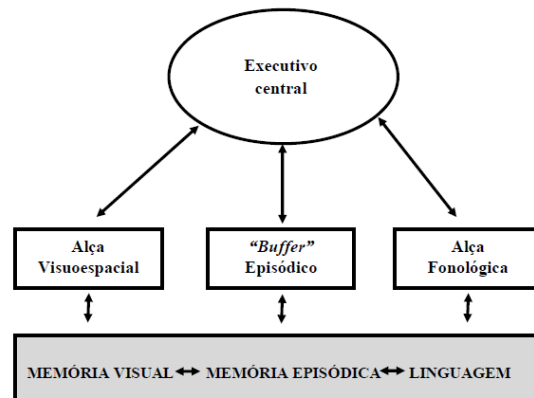 Executivo
central
Alça
Visuoespacial
“Buffer”
Episódico
Alça
Fonológica
MEMÓRIA VISUAL MEMÓRIA EPISÓDICA LINGUAGEM